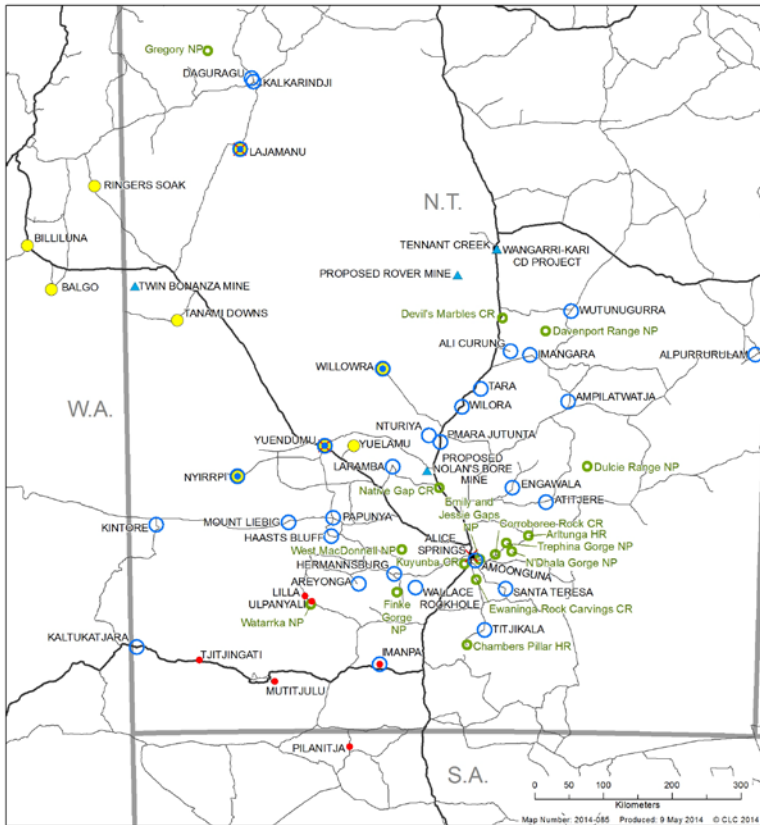 Gregory NP
DAGURAGU
KALKARINDJI
LAJAMANU
RINGERS SOAK
N.T.
BILLILUNA
TENNANT CREEK
WANGARRI-KARI
CD PROJECT
PROPOSED ROVER MINE
BALGO
TWIN BONANZA MINE
TANAMI DOWNS
Devil's Marbles CR
WUTUNUGURRA
Davenport Range NP
ALI CURUNG
IMANGARA
ALPURRURULAM
WILLOWRA
TARA
AMPILATWATJA
W.A.
WILORA
NTURIYA
YUENDUMU
YUELAMU
PMARA JUTUNTA
PROPOSED
NOLAN'S BORE
MINE
LARAMBA
Dulcie Range NP
NYIRRPI
Native Gap CR
ENGAWALA
ATITJERE
Emily and
Jessie Gaps
NP
KINTORE
MOUNT LIEBIG
PAPUNYA
Corroboree Rock CR
Arltunga HR
HAASTS BLUFF
ALICE
SPRINGS
Trephina Gorge NP
West MacDonnell NP
N'Dhala Gorge NP
HERMANNSBURG
Kuyunba CR
AMOONGUNA
AREYONGA
WALLACE
ROCKHOLE
SANTA TERESA
LILLA
ULPANYALI
Finke
Gorge
NP
Ewaninga Rock Carvings CR
Watarrka NP
TITJIKALA
KALTUKATJARA
Chambers Pillar HR
TJITJINGATI
IMANPA
MUTITJULU
PILANITJA
S.A.
0 50 100 200 300
Kilometers
Map Number: 2014-085 Produced: 9 May 2014 © CLC 2014